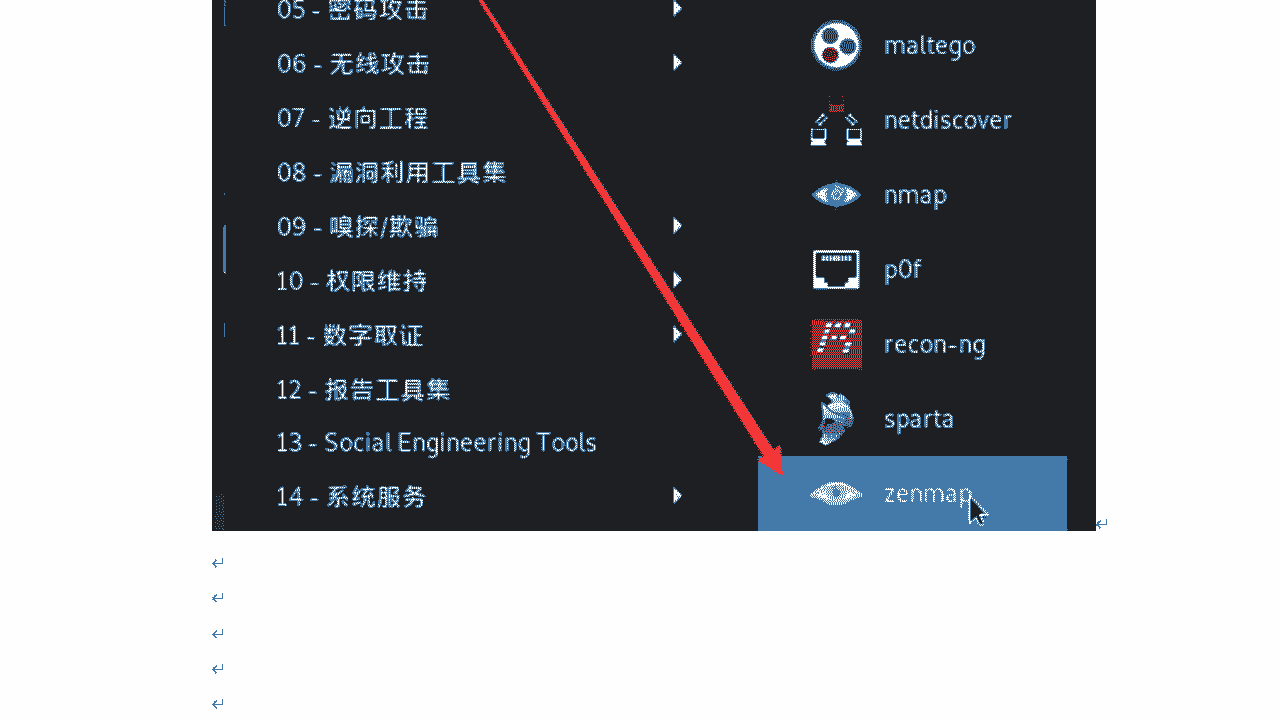 05 - 密码攻击
06 - 无线攻击
07 - 逆向工程
08 - 漏洞利用工具集
09 - 嗅探/欺骗
10 - 权限维持
11 - 数字取证
12 - 报告工具集
13 - Social Engineering Tools
14 - 系统服务
maltego
netdiscover
nmap
p0f
recon-ng
sparta
zenmap